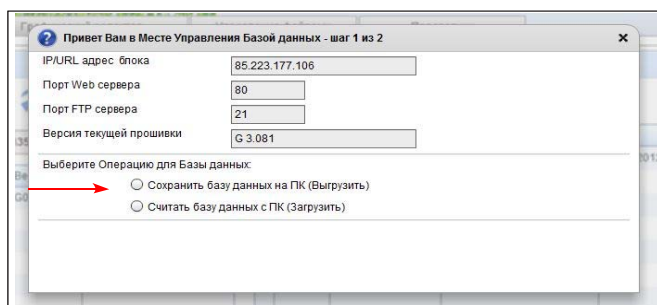 Привет Вам в Месте Управления Базой данных - шаг 1 из 2
IP/URL адрес блока
85.223.177.106
Порт Web сервера
80
Порт FTP сервера
21
Версия текущей прошивки
G 3.081
Выберите Операцию для Базы данных:
Сохранить базу данных на ПК (Выгрузить)
Считать базу данных с ПК (Загрузить)